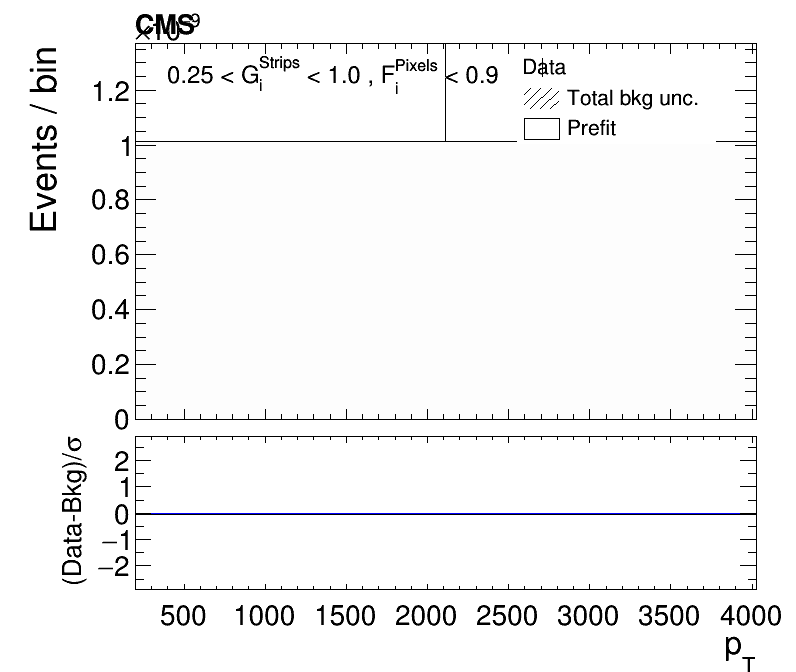 CMS
×10⁻⁹
0.25 < G_i^Strips < 1.0 , F_i^Pixels < 0.9
Data
Total bkg unc.
Prefit
Events / bin
1.2
1
0.8
0.6
0.4
0.2
0
(Data-Bkg)/σ
2
1
0
−1
−2
500 1000 1500 2000 2500 3000 3500 4000
p_T